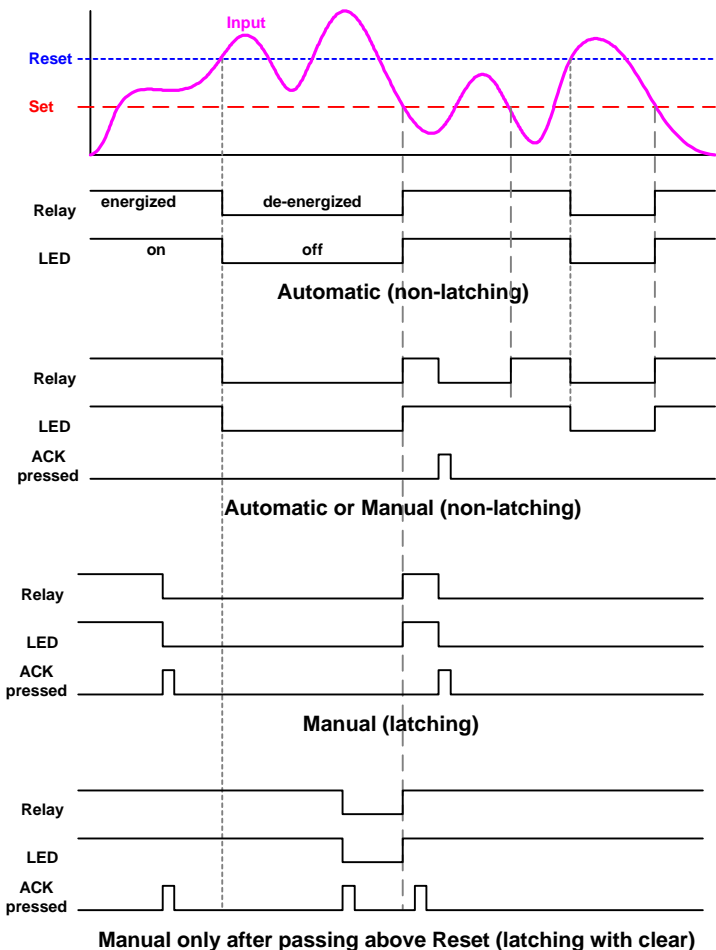 Input
Reset
Set
Relay
energized
de-energized
LED
on
off
Automatic (non-latching)
Relay
LED
ACK
pressed
Automatic or Manual (non-latching)
Relay
LED
ACK
pressed
Manual (latching)
Relay
LED
ACK
pressed
Manual only after passing above Reset (latching with clear)